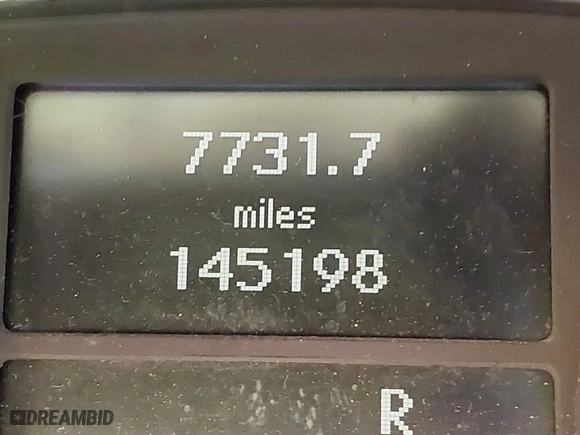 7731.7
miles
145198
R
DREAMBID